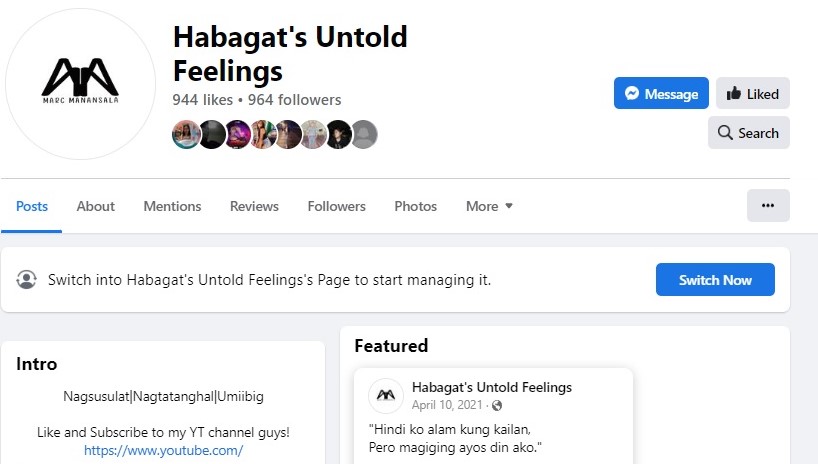 Habagat's Untold
Feelings
944 likes • 964 followers
MARC MANANSALA
Message
Liked
Search
Posts
About
Mentions
Reviews
Followers
Photos
More
Switch into Habagat's Untold Feelings's Page to start managing it.
Switch Now
Intro
Nagsusulat|Nagtatanghal|Umiibig
Like and Subscribe to my YT channel guys!
https://www.youtube.com/
Featured
Habagat's Untold Feelings
April 10, 2021 ·
"Hindi ko alam kung kailan,
Pero magiging ayos din ako."